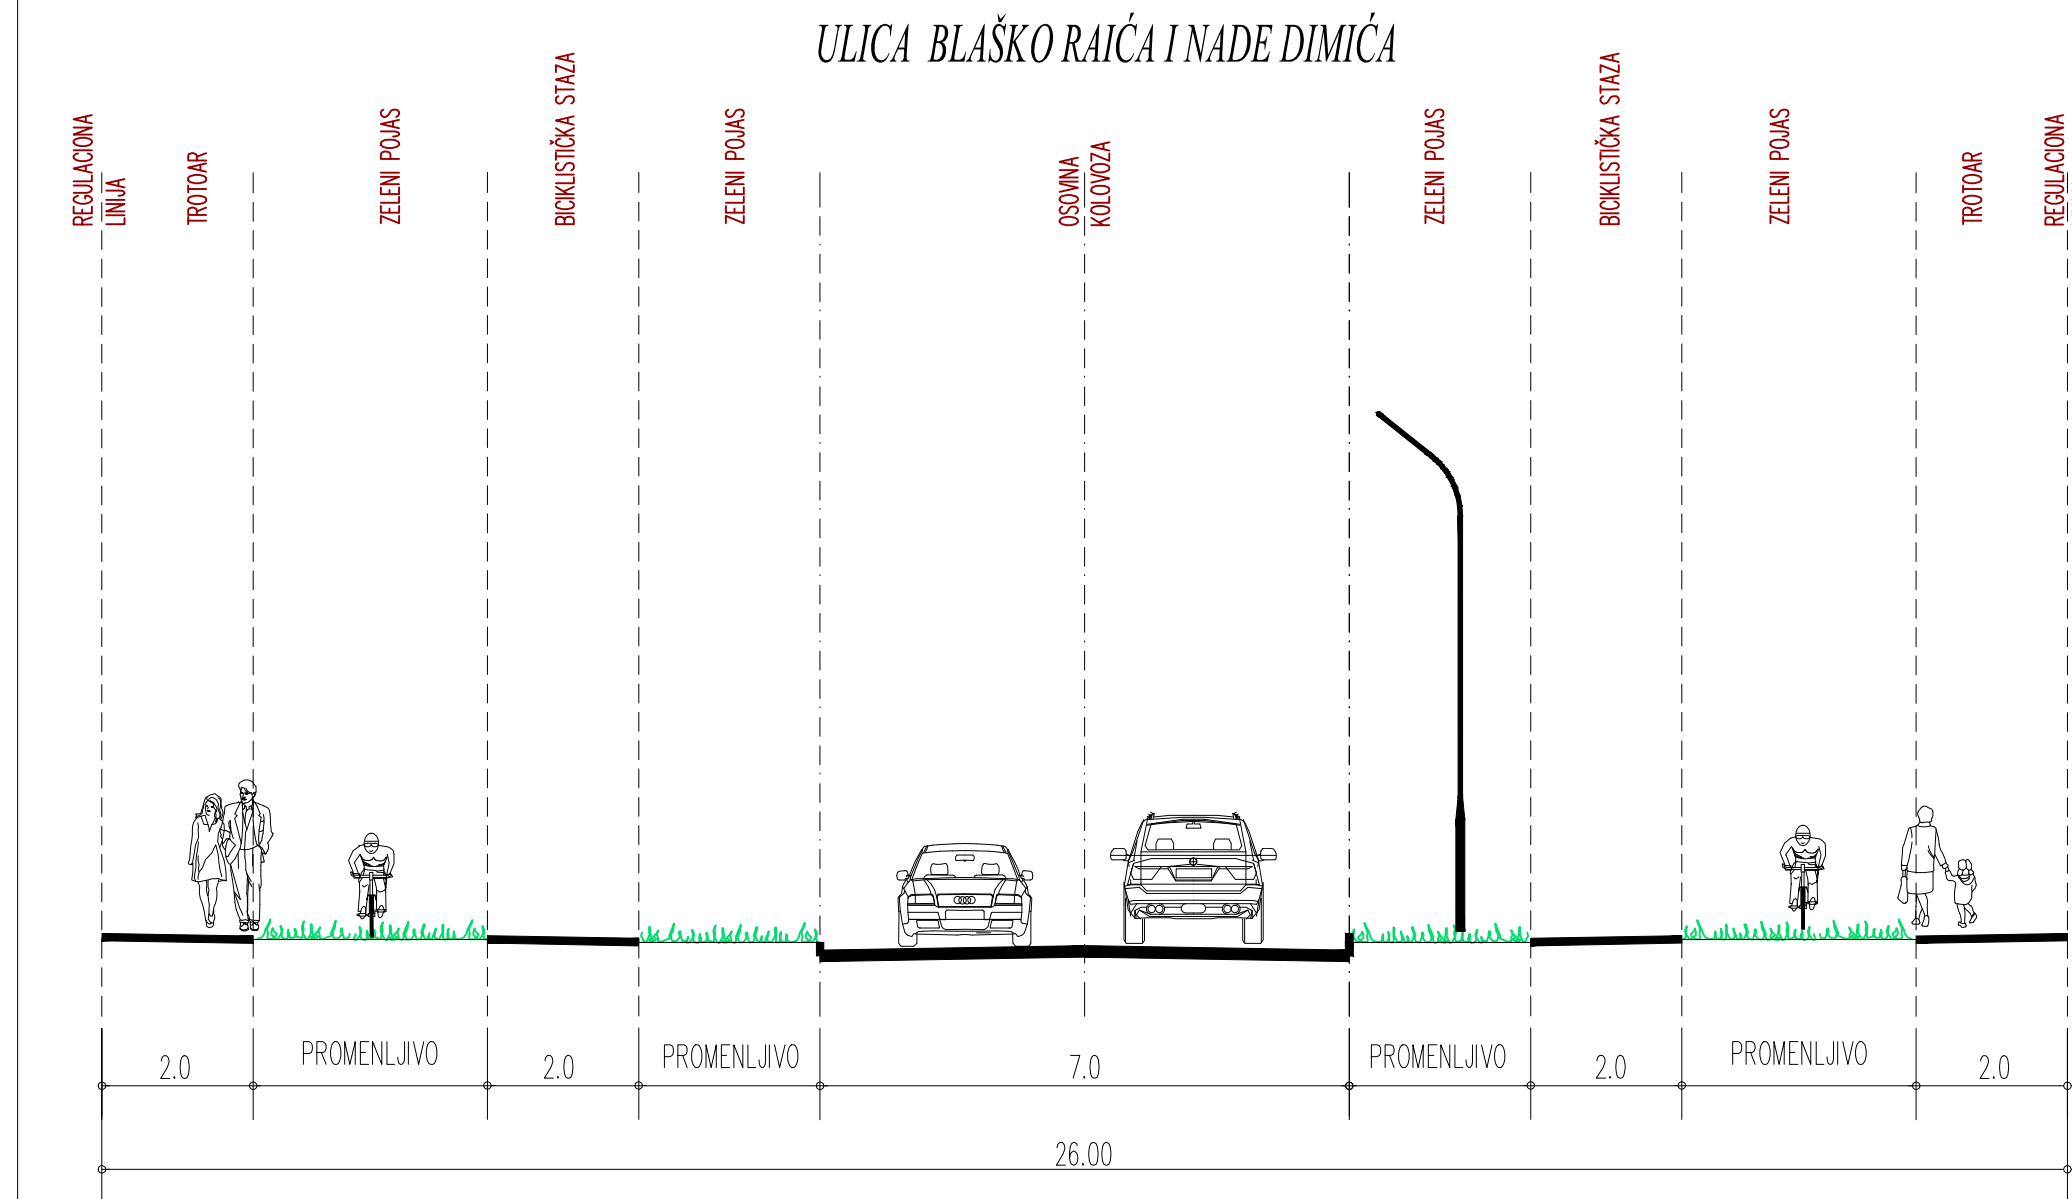 ULICA BLAŠKO RAIĆA I NADE DIMIĆA
REGULACIONA
LINIJA
TROTOAR
ZELENI POJAS
BICIKLISTIČKA STAZA
ZELENI POJAS
OSOVINA
KOLOVOZA
ZELENI POJAS
BICIKLISTIČKA STAZA
ZELENI POJAS
TROTOAR
REGULACIONA
2.0
PROMENLJIVO
2.0
PROMENLJIVO
7.0
PROMENLJIVO
2.0
PROMENLJIVO
2.0
26.00